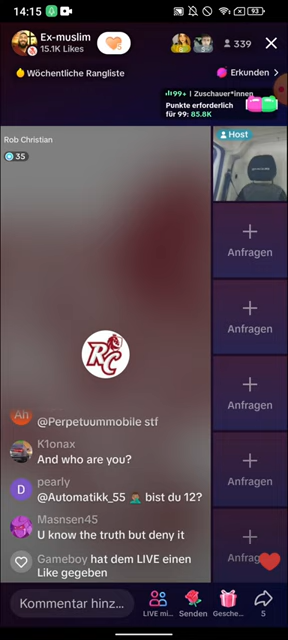 14:15
93
Ex-muslim
15.1K Likes
339
Wöchentliche Rangliste
Erkunden
99+ | Zuschauer*innen
Punkte erforderlich
für 99: 85.8K
Rob Christian
35
Host
Anfragen
Anfragen
Anfragen
Anfragen
Anfrag
RC
Ah
@Perpetuummobile stf
K1onax
And who are you?
D
pearly
@Automatikk_55 🤦🏽‍♂️ bist du 12?
Masnsen45
U know the truth but deny it
Gameboy hat dem LIVE einen
Like gegeben
Kommentar hinz...
LIVE mi...
Senden
Gesche...
5